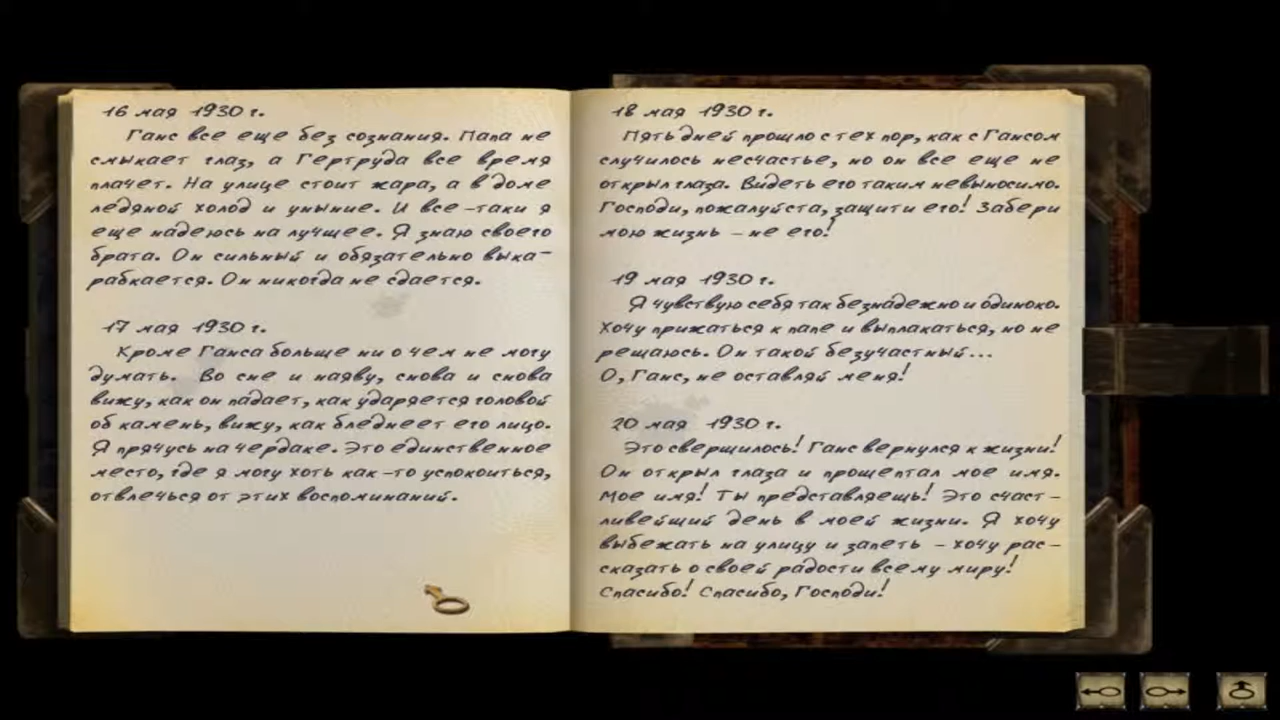 16 мая 1930 г.
Ганс все еще без сознания. Папа не
смыкает глаз, а Гертруда все время
плачет. На улице стоит жара, а в доме
ледяной холод и уныние. И все-таки я
еще надеюсь на лучшее. Я знаю своего
брата. Он сильный и обязательно выка-
рабкается. Он никогда не сдается.
17 мая 1930 г.
Кроме Ганса больше ни о чем не могу
думать. Во сне и наяву, снова и снова
вижу, как он падает, как ударяется головой
об камень, вижу, как бледнеет его лицо.
Я прячусь на чердаке. Это единственное
место, где я могу хоть как-то успокоиться,
отвлечься от этих воспоминаний.
18 мая 1930 г.
Пять дней прошло с тех пор, как с Гансом
случилось несчастье, но он все еще не
открыл глаза. Видеть его таким невыносимо.
Господи, пожалуйста, защити его! Забери
мою жизнь - не его!
19 мая 1930 г.
Я чувствую себя так безнадежно и одиноко.
Хочу прижаться к папе и выплакаться, но не
решаюсь. Он такой безучастный...
О, Ганс, не оставляй меня!
20 мая 1930 г.
Это свершилось! Ганс вернулся к жизни!
Он открыл глаза и прошептал мое имя.
Мое имя! Ты представляешь! Это счаст-
ливейший день в моей жизни. Я хочу
выбежать на улицу и запеть - хочу рас-
сказать о своей радости всему миру!
Спасибо! Спасибо, Господи!